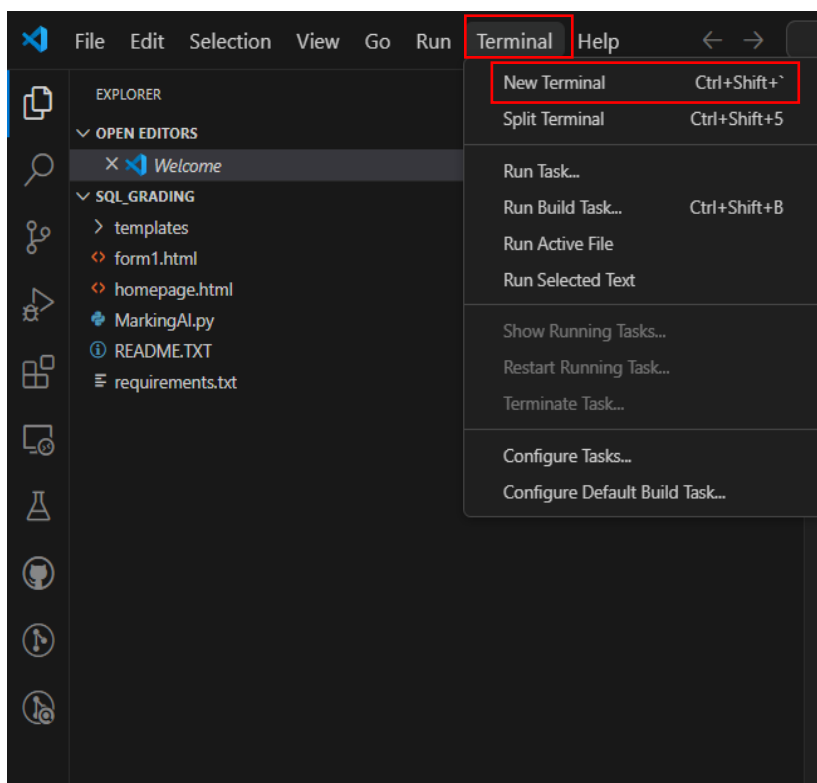 File Edit Selection View Go Run Terminal Help
New Terminal Ctrl+Shift+`
Split Terminal Ctrl+Shift+5
Run Task...
Run Build Task... Ctrl+Shift+B
Run Active File
Run Selected Text
Show Running Tasks...
Restart Running Task...
Terminate Task...
Configure Tasks...
Configure Default Build Task...
EXPLORER
OPEN EDITORS
Welcome
SQL_GRADING
templates
form1.html
homepage.html
MarkingAI.py
README.TXT
requirements.txt